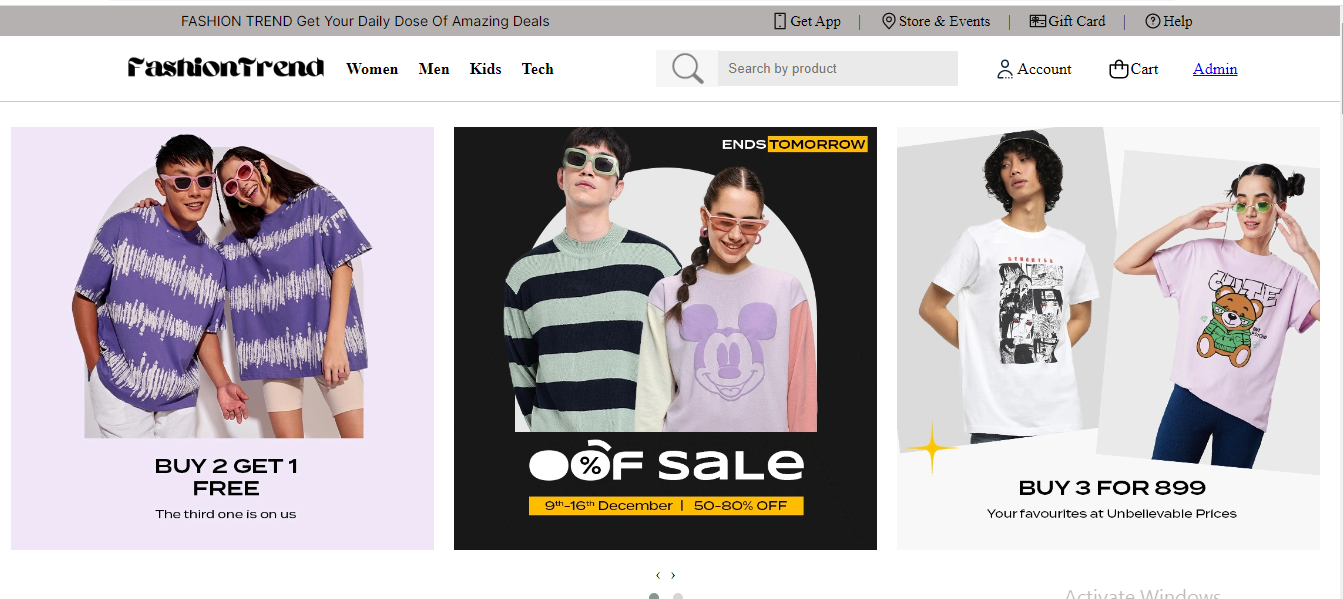 FASHION TREND Get Your Daily Dose Of Amazing Deals
Get App | Store & Events | Gift Card | Help
FashionTrend Women Men Kids Tech Search by product Account Cart Admin
BUY 2 GET 1
FREE
The third one is on us
ENDS TOMORROW
OOF SALE
%
9th-16th December | 50-80% OFF
CUTE
BUY 3 FOR 899
Your favourites at Unbelievable Prices
‹ ›
Activate Windows